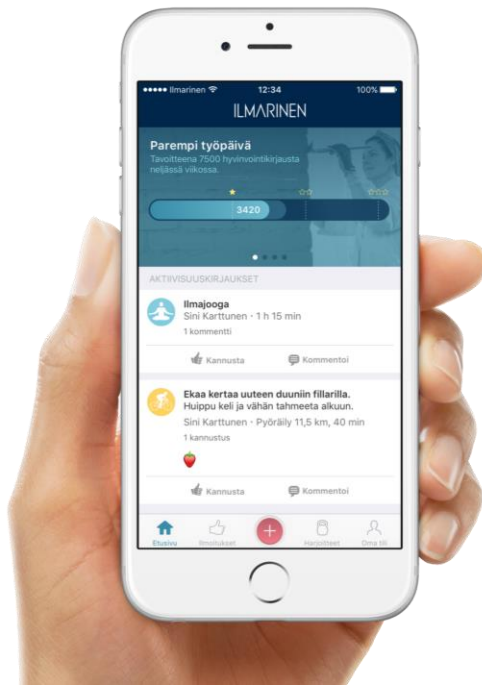 Ilmarinen 12:34 100%
ILMARINEN
Parempi työpäivä
Tavoitteena 7500 hyvinvointikirjausta
neljässä viikossa.
3420
AKTIIVISUUSKIRJAUKSET
Ilmajooga
Sini Karttunen · 1 h 15 min
1 kommentti
Kannusta Kommentoi
Ekaa kertaa uuteen duuniin fillarilla.
Huippu keli ja vähän tahmeeta alkuun.
Sini Karttunen · Pyöräily 11,5 km, 40 min
1 kannustus
Kannusta Kommentoi
Etusivu Ilmoitukset Harjoitteet Oma tili